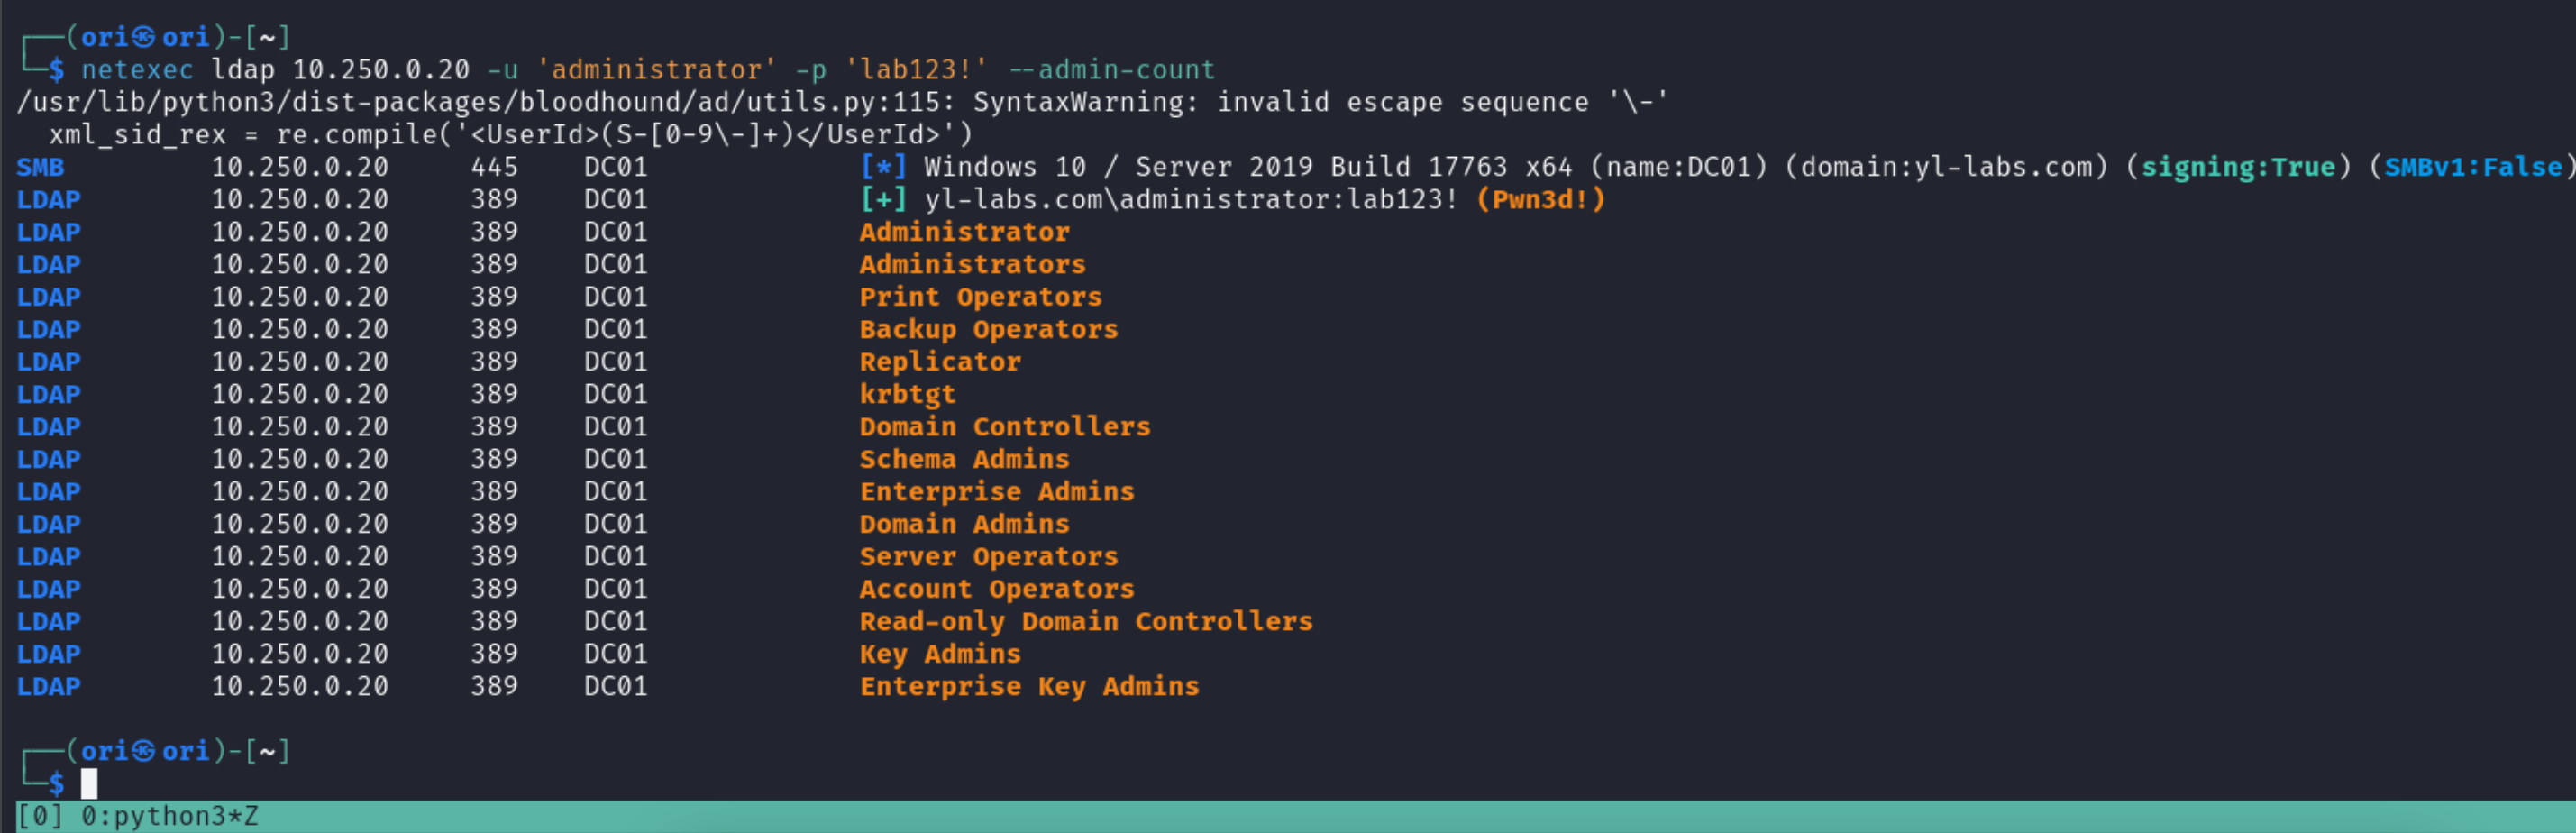 ┌──(ori㉿ori)-[~]
└─$ netexec ldap 10.250.0.20 -u 'administrator' -p 'lab123!' --admin-count
/usr/lib/python3/dist-packages/bloodhound/ad/utils.py:115: SyntaxWarning: invalid escape sequence '\-'
  xml_sid_rex = re.compile('<UserId>(S-[0-9\-]+)</UserId>')
SMB         10.250.0.20     445    DC01             [*] Windows 10 / Server 2019 Build 17763 x64 (name:DC01) (domain:yl-labs.com) (signing:True) (SMBv1:False)
LDAP        10.250.0.20     389    DC01             [+] yl-labs.com\administrator:lab123! (Pwn3d!)
LDAP        10.250.0.20     389    DC01             Administrator
LDAP        10.250.0.20     389    DC01             Administrators
LDAP        10.250.0.20     389    DC01             Print Operators
LDAP        10.250.0.20     389    DC01             Backup Operators
LDAP        10.250.0.20     389    DC01             Replicator
LDAP        10.250.0.20     389    DC01             krbtgt
LDAP        10.250.0.20     389    DC01             Domain Controllers
LDAP        10.250.0.20     389    DC01             Schema Admins
LDAP        10.250.0.20     389    DC01             Enterprise Admins
LDAP        10.250.0.20     389    DC01             Domain Admins
LDAP        10.250.0.20     389    DC01             Server Operators
LDAP        10.250.0.20     389    DC01             Account Operators
LDAP        10.250.0.20     389    DC01             Read-only Domain Controllers
LDAP        10.250.0.20     389    DC01             Key Admins
LDAP        10.250.0.20     389    DC01             Enterprise Key Admins
┌──(ori㉿ori)-[~]
└─$
[0] 0:python3*Z